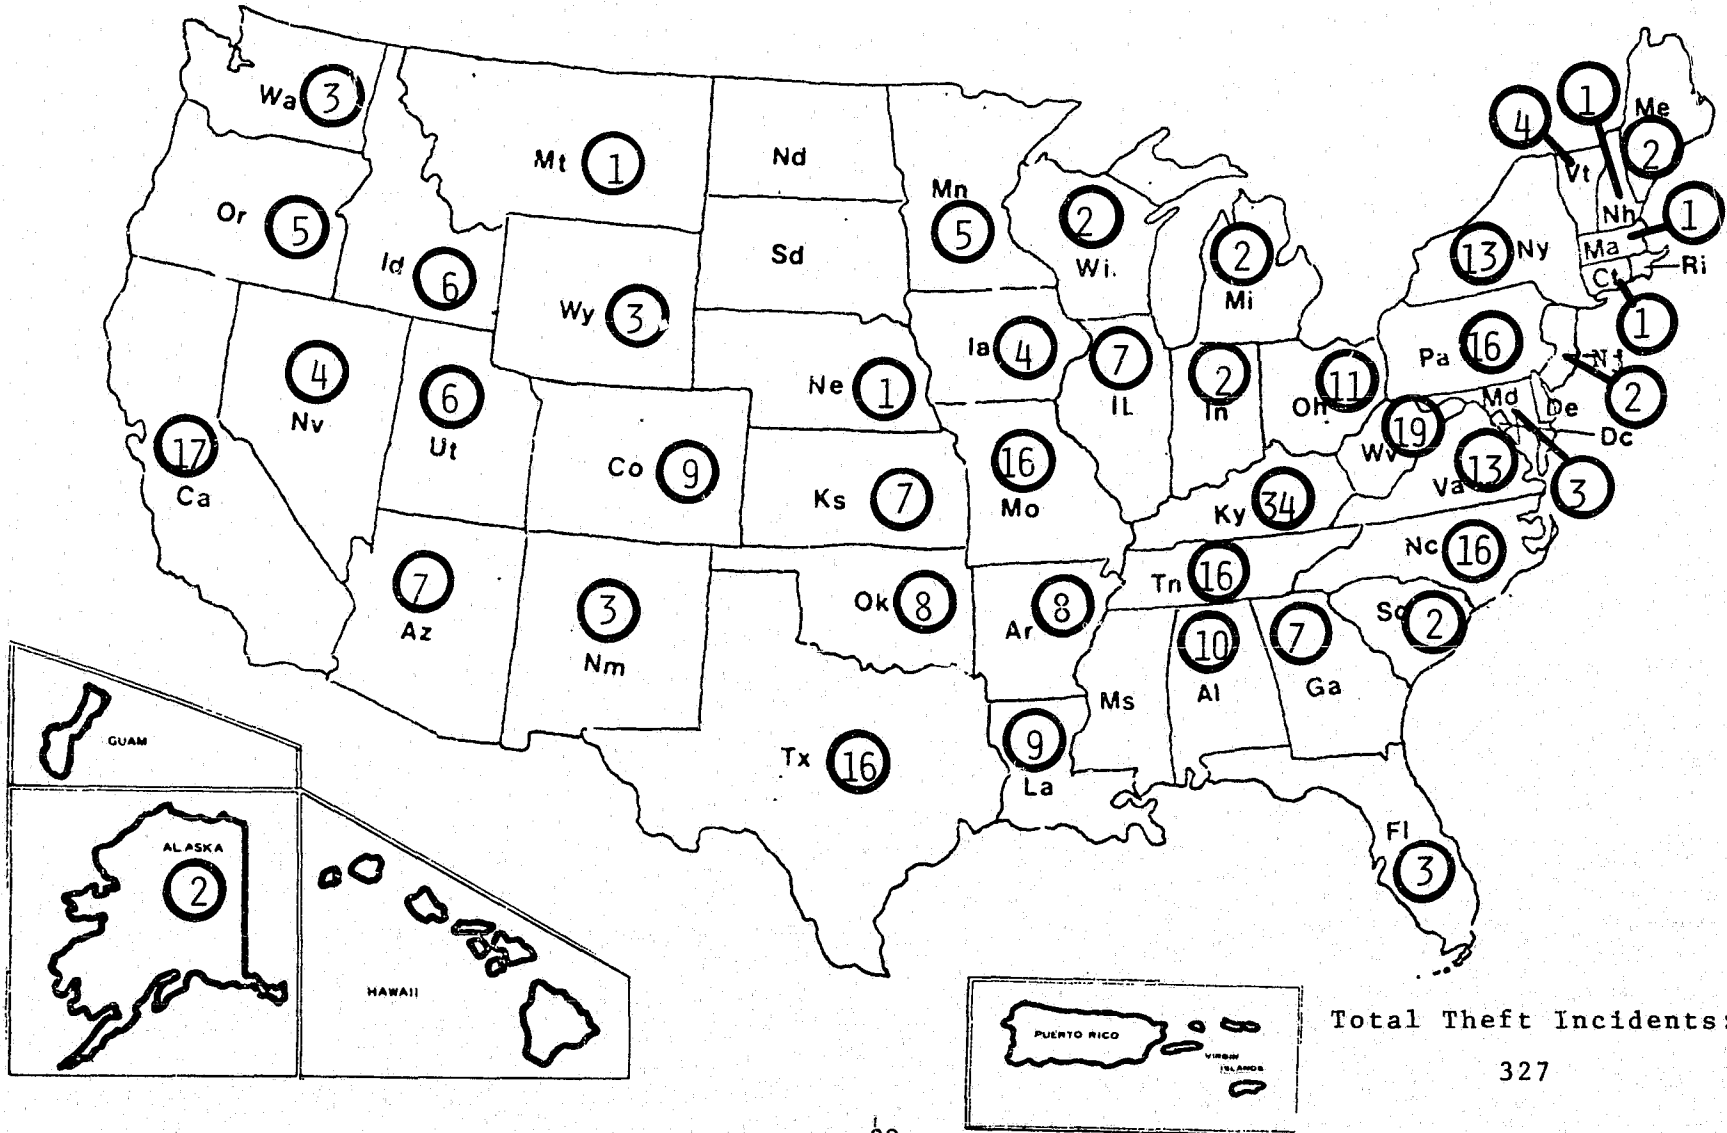 Wa 3
Or 5
Ca 17
Nv 4
Id 6
Mt 1
Wy 3
Ut 6
Az 7
Co 9
Nm 3
Nd
Sd
Ne 1
Ks 7
Ok 8
Tx 16
Mn 5
Ia 4
Mo 16
Ar 8
La 9
Wi. 2
IL 7
Mi 2
In 2
Oh 11
Ky 34
Tn 16
Ms
Al 10
Ga 7
Fl 3
Sc 2
Nc 16
Va 13
Wv 19
Pa 16
Ny 13
Vt 4
Nh 1
Me 2
Ma 1
Ri
Ct 1
Nj 2
De
Md 3
Dc
GUAM
ALASKA
2
HAWAII
PUERTO RICO
VIRGIN
ISLANDS
Total Theft Incidents:
327